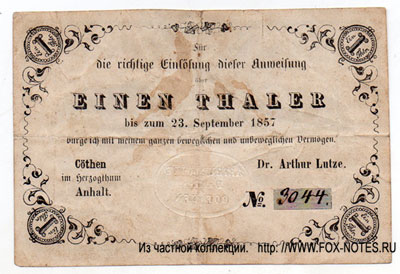 Für
die richtige Einlösung dieser Anweisung
über
EINEN THALER
bis zum 23. September 1857
bürge ich mit meinem ganzen beweglichen und unbeweglichen Vermögen.
Cöthen
im Herzogthum
Anhalt.
Dr. Arthur Lutze.
No. 3044.
Из частной коллекции. http://www.FOX-NOTES.RU